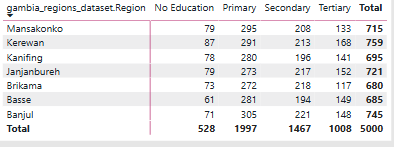 gambia_regions_dataset.Region No Education Primary Secondary Tertiary Total
Mansakonko 79 295 208 133 715
Kerewan 87 291 213 168 759
Kanifing 78 280 196 141 695
Janjanbureh 79 273 217 152 721
Brikama 73 272 218 117 680
Basse 61 281 194 149 685
Banjul 71 305 221 148 745
Total 528 1997 1467 1008 5000